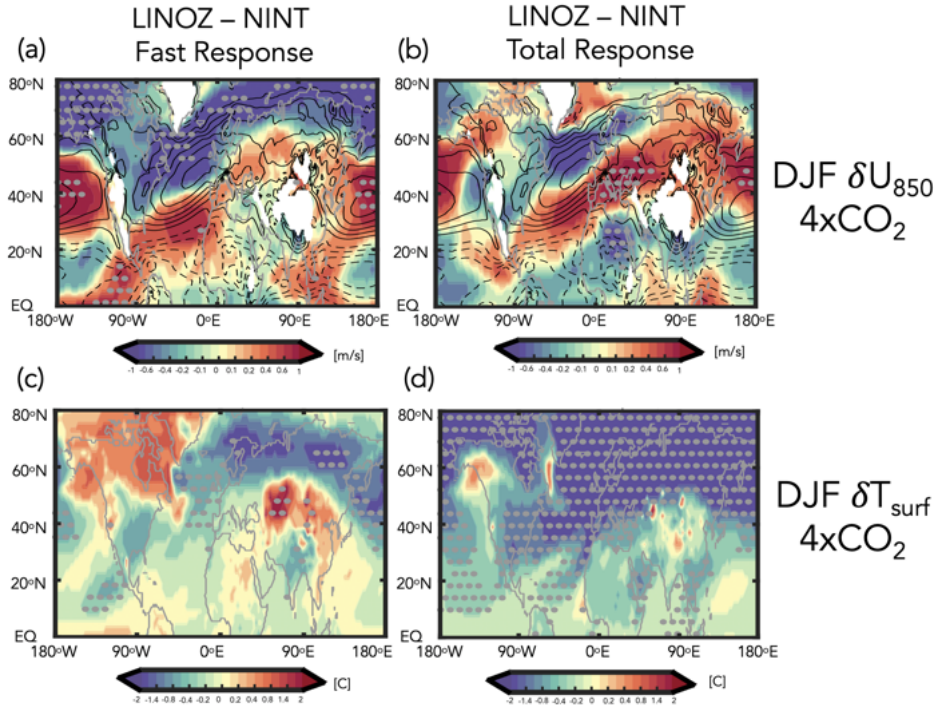 LINOZ – NINT
Fast Response
LINOZ – NINT
Total Response
(a)
(b)
80°N
60°N
40°N
20°N
EQ
180°W 90°W 0°E 90°E 180°E
80°N
60°N
40°N
20°N
EQ
180°W 90°W 0°E 90°E 180°E
DJF δU850
4xCO2
-1 -0.6 -0.4 -0.2 -0.1 0 0.1 0.2 0.4 0.6 1
[m/s]
-1 -0.6 -0.4 -0.2 -0.1 0 0.1 0.2 0.4 0.6 1
[m/s]
(c)
(d)
80°N
60°N
40°N
20°N
EQ
180°W 90°W 0°E 90°E 180°E
80°N
60°N
40°N
20°N
EQ
180°W 90°W 0°E 90°E 180°E
DJF δTsurf
4xCO2
-2 -1.4 -0.8 -0.4 -0.2 0 0.2 0.4 0.8 1.4 2
[C]
-2 -1.4 -0.8 -0.4 -0.2 0 0.2 0.4 0.8 1.4 2
[C]